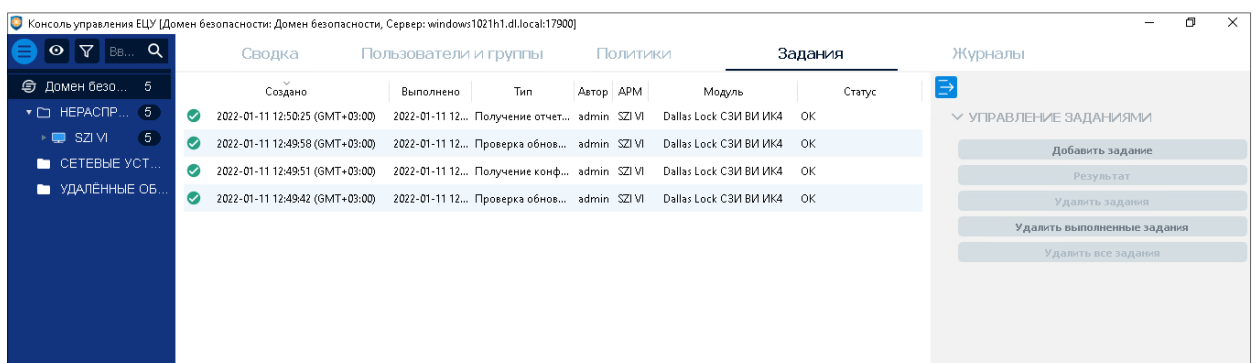 Консоль управления ЕЦУ [Домен безопасности: Домен безопасности, Сервер: windows1021h1.dl.local:17900]
Вв...
Сводка Пользователи и группы Политики Задания Журналы
Домен безо... 5
НЕРАСПР... 5
SZI VI 5
СЕТЕВЫЕ УСТ...
УДАЛЁННЫЕ ОБ...
Создано Выполнено Тип Автор АРМ Модуль Статус
2022-01-11 12:50:25 (GMT+03:00) 2022-01-11 12... Получение отчет... admin SZI VI Dallas Lock СЗИ ВИ ИК4 OK
2022-01-11 12:49:58 (GMT+03:00) 2022-01-11 12... Проверка обнов... admin SZI VI Dallas Lock СЗИ ВИ ИК4 OK
2022-01-11 12:49:51 (GMT+03:00) 2022-01-11 12... Получение конф... admin SZI VI Dallas Lock СЗИ ВИ ИК4 OK
2022-01-11 12:49:42 (GMT+03:00) 2022-01-11 12... Проверка обнов... admin SZI VI Dallas Lock СЗИ ВИ ИК4 OK
УПРАВЛЕНИЕ ЗАДАНИЯМИ
Добавить задание
Результат
Удалить задания
Удалить выполненные задания
Удалить все задания